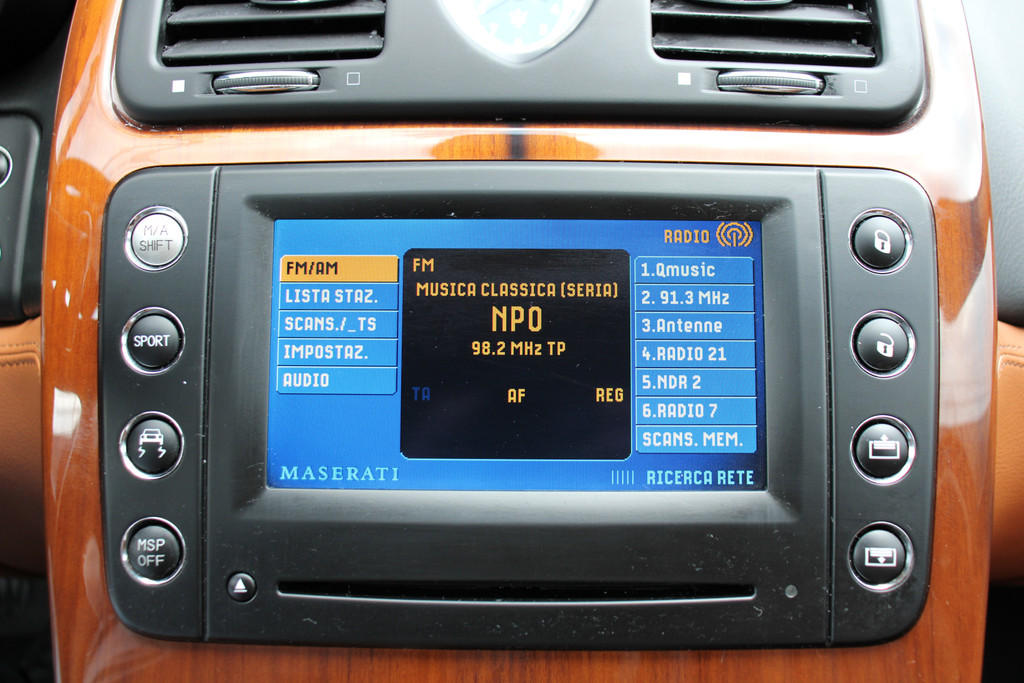 M/A
SHIFT
SPORT
MSP
OFF
RADIO
FM/AM
LISTA STAZ.
SCANS./_TS
IMPOSTAZ.
AUDIO
FM
MUSICA CLASSICA (SERIA)
NPO
98.2 MHz TP
TA AF REG
1.Qmusic
2. 91.3 MHz
3.Antenne
4.RADIO 21
5.NDR 2
6.RADIO 7
SCANS. MEM.
MASERATI
RICERCA RETE